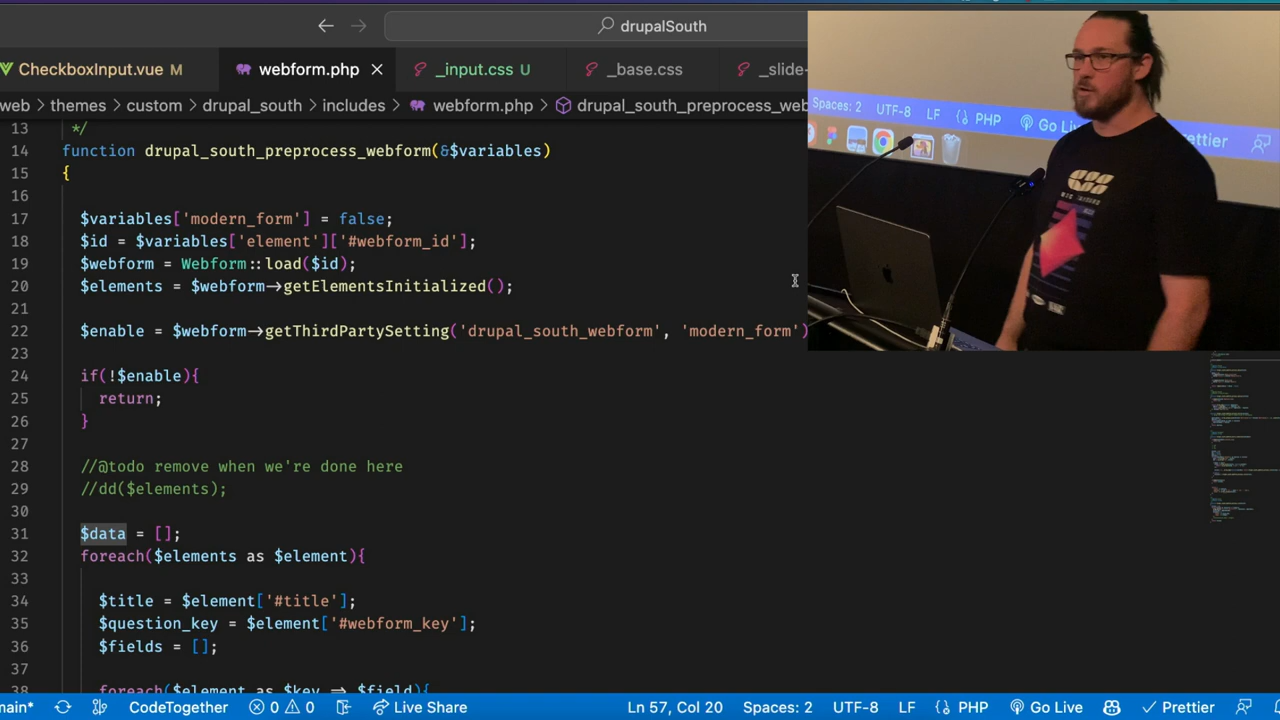 drupalSouth
CheckboxInput.vue M
webform.php
_input.css U
_base.css
_slide-
web > themes > custom > drupal_south > includes > webform.php > drupal_south_preprocess_web
13 */
14 function drupal_south_preprocess_webform(&$variables)
15 {
16
17 $variables['modern_form'] = false;
18 $id = $variables['element']['#webform_id'];
19 $webform = Webform::load($id);
20 $elements = $webform->getElementsInitialized();
21
22 $enable = $webform->getThirdPartySetting('drupal_south_webform', 'modern_form')
23
24 if(!$enable){
25 return;
26 }
27
28 //@todo remove when we're done here
29 //dd($elements);
30
31 $data = [];
32 foreach($elements as $element){
33
34 $title = $element['#title'];
35 $question_key = $element['#webform_key'];
36 $fields = [];
37
38 foreach($element as $key => $field){
main* CodeTogether 0 0 Live Share Ln 57, Col 20 Spaces: 2 UTF-8 LF {} PHP Go Live Prettier
Spaces: 2 UTF-8 LF {} PHP Go Live Prettier